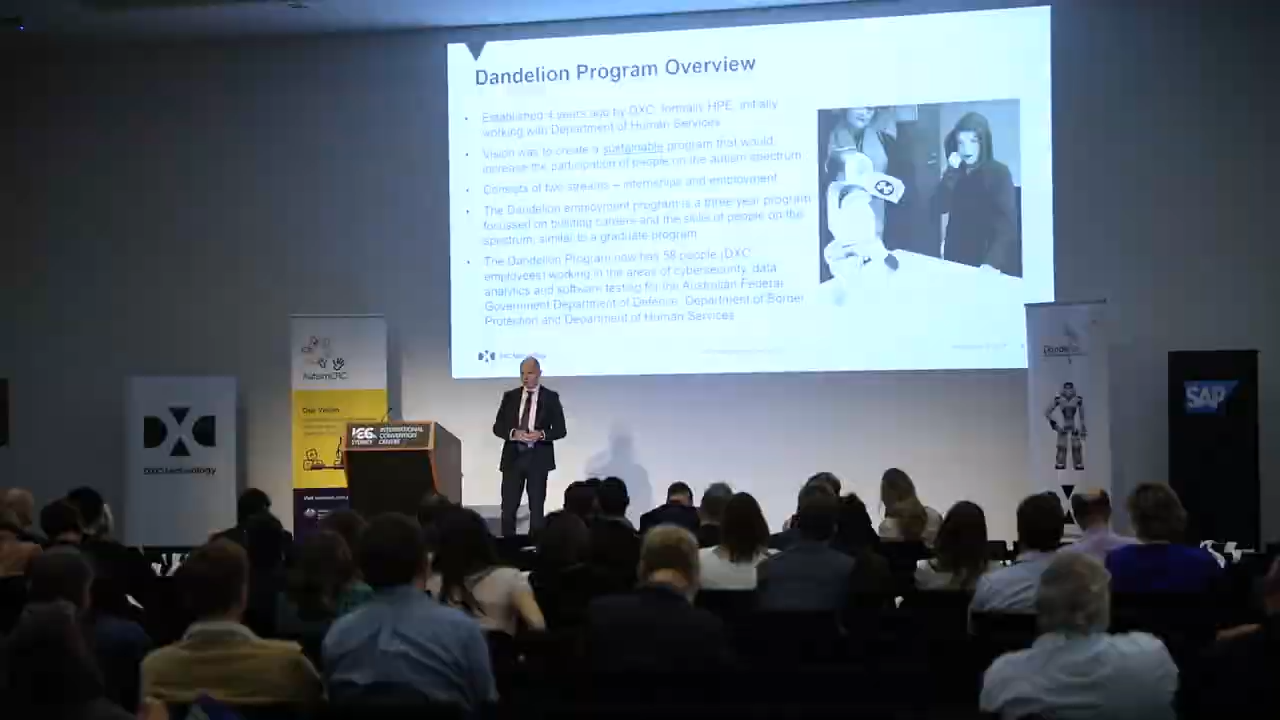 Dandelion Program Overview
• Established 4 years ago by DXC, formally HPE, initially
working with Department of Human Services
• Vision was to create a sustainable program that would
increase the participation of people on the autism spectrum
• Consists of two streams – internships and employment
• The Dandelion employment program is a three year program
focussed on building careers and the skills of people on the
spectrum, similar to a graduate program
• The Dandelion Program now has 58 people (DXC
employees) working in the areas of cybersecurity, data
analytics and software testing for the Australian Federal
Government Department of Defence, Department of Border
Protection and Department of Human Services
DXC.technology
AutismCRC
Our Vision
ICC
SYDNEY
INTERNATIONAL
CONVENTION
CENTRE
DXC.technology
Dandelion
SAP